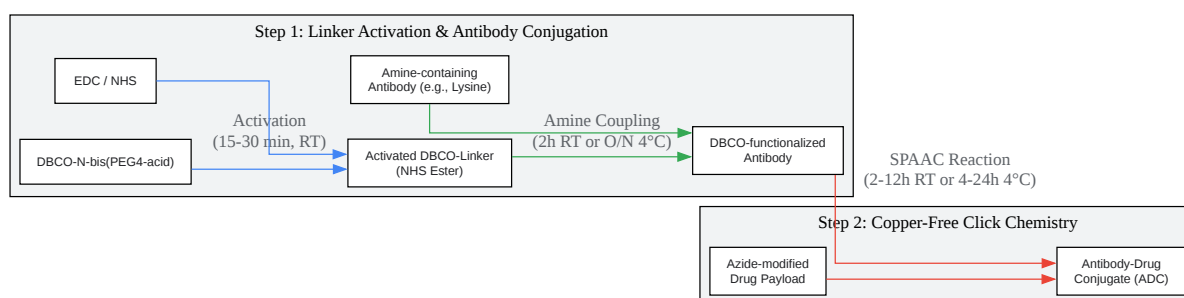 Step 1: Linker Activation & Antibody Conjugation
EDC / NHS
Amine-containing
Antibody (e.g., Lysine)
Activation
(15-30 min, RT)
Amine Coupling
(2h RT or O/N 4°C)
DBCO-N-bis(PEG4-acid)
Activated DBCO-Linker
(NHS Ester)
DBCO-functionalized
Antibody
SPAAC Reaction
(2-12h RT or 4-24h 4°C)
Step 2: Copper-Free Click Chemistry
Azide-modified
Drug Payload
Antibody-Drug
Conjugate (ADC)